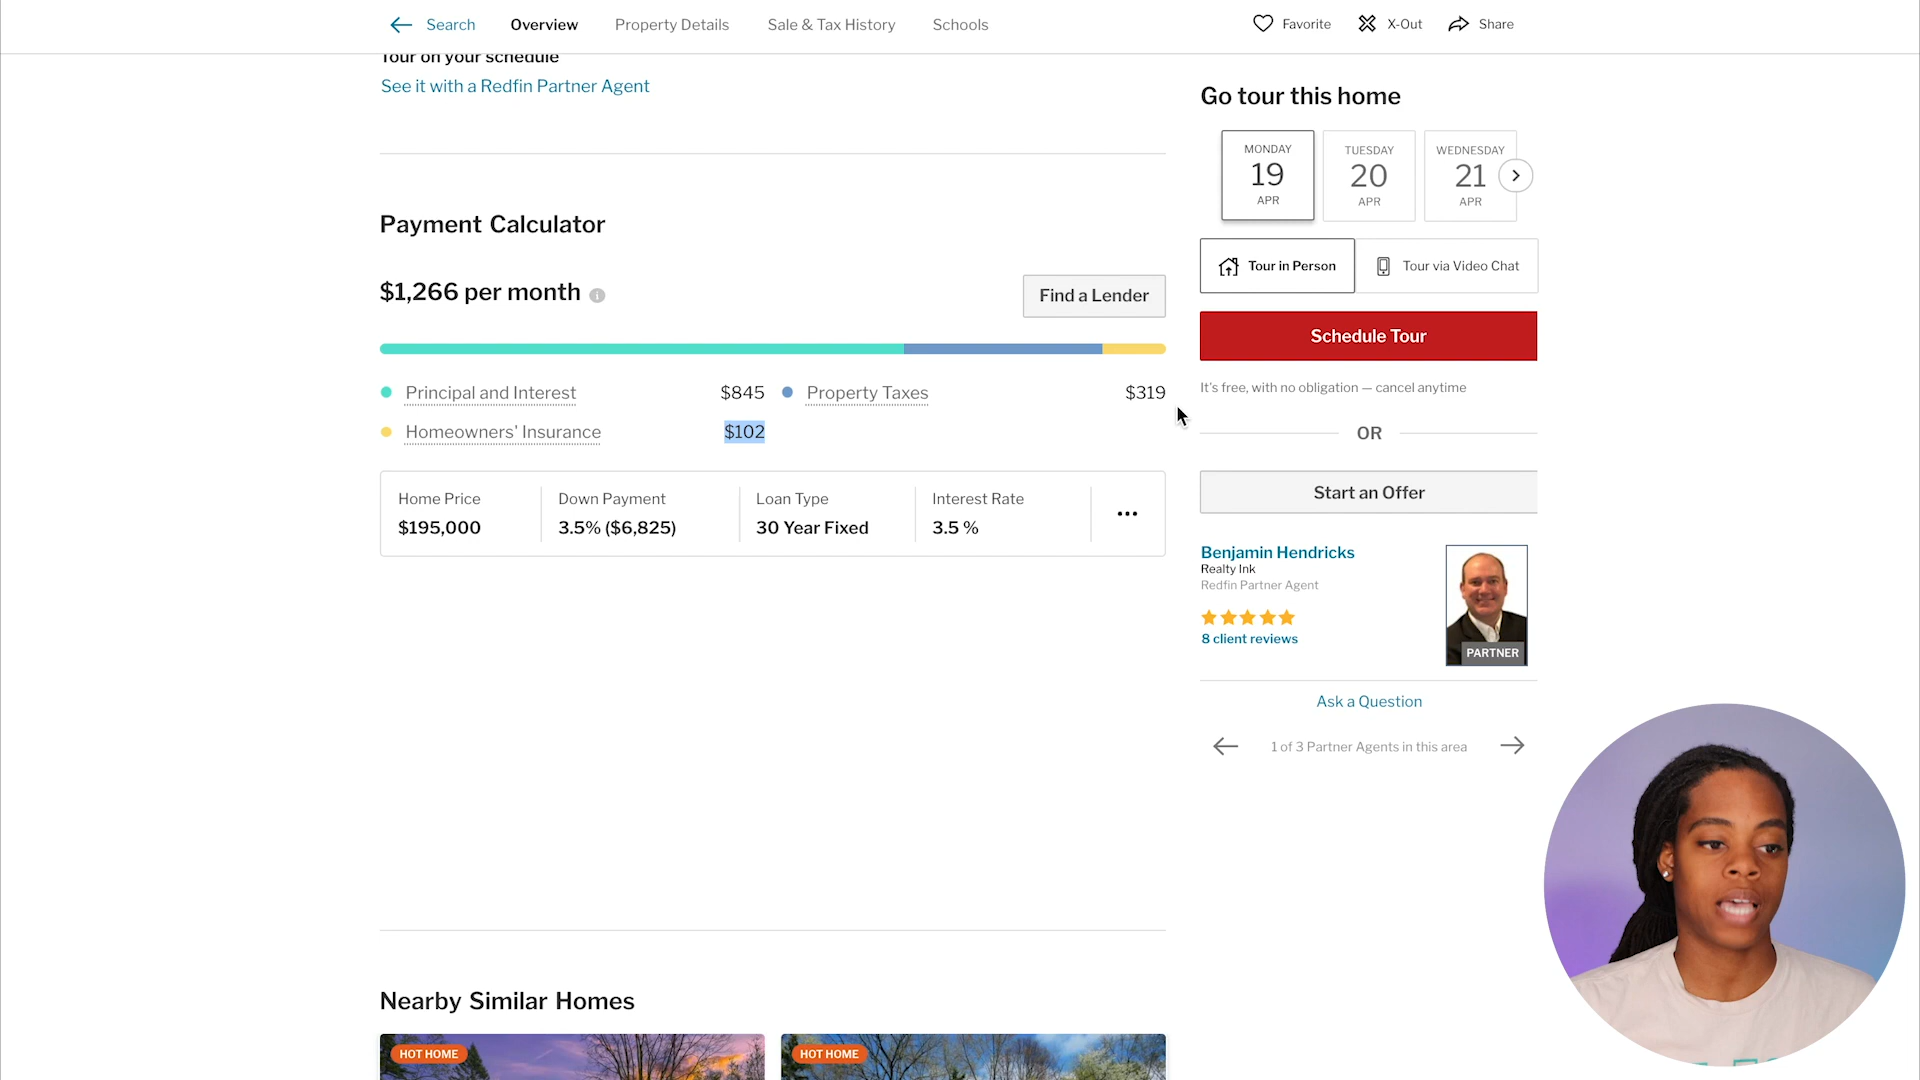 Search
Overview
Property Details
Sale & Tax History
Schools
Favorite
X-Out
Share
Tour on your schedule
See it with a Redfin Partner Agent
Payment Calculator
$1,266 per month
Find a Lender
Principal and Interest $845
Property Taxes $319
Homeowners' Insurance $102
Home Price
$195,000
Down Payment
3.5% ($6,825)
Loan Type
30 Year Fixed
Interest Rate
3.5 %
Nearby Similar Homes
HOT HOME
HOT HOME
Go tour this home
MONDAY
19
APR
TUESDAY
20
APR
WEDNESDAY
21
APR
Tour in Person
Tour via Video Chat
Schedule Tour
It's free, with no obligation — cancel anytime
OR
Start an Offer
Benjamin Hendricks
Realty Ink
Redfin Partner Agent
8 client reviews
PARTNER
Ask a Question
1 of 3 Partner Agents in this area